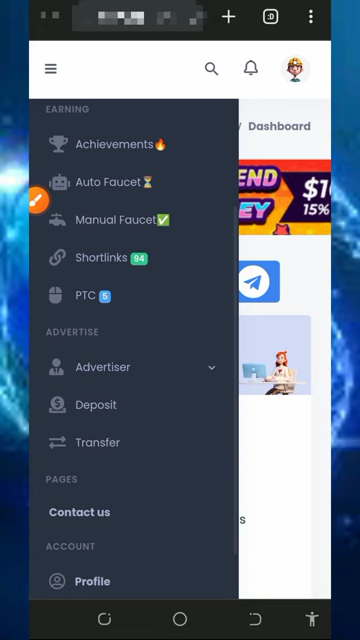 :D
EARNING
/ Dashboard
Achievements🔥
Auto Faucet⏳
Manual Faucet✅
END
EY
$1
15%
Shortlinks 94
PTC 5
ADVERTISE
Advertiser
Deposit
Transfer
PAGES
Contact us
s
ACCOUNT
Profile